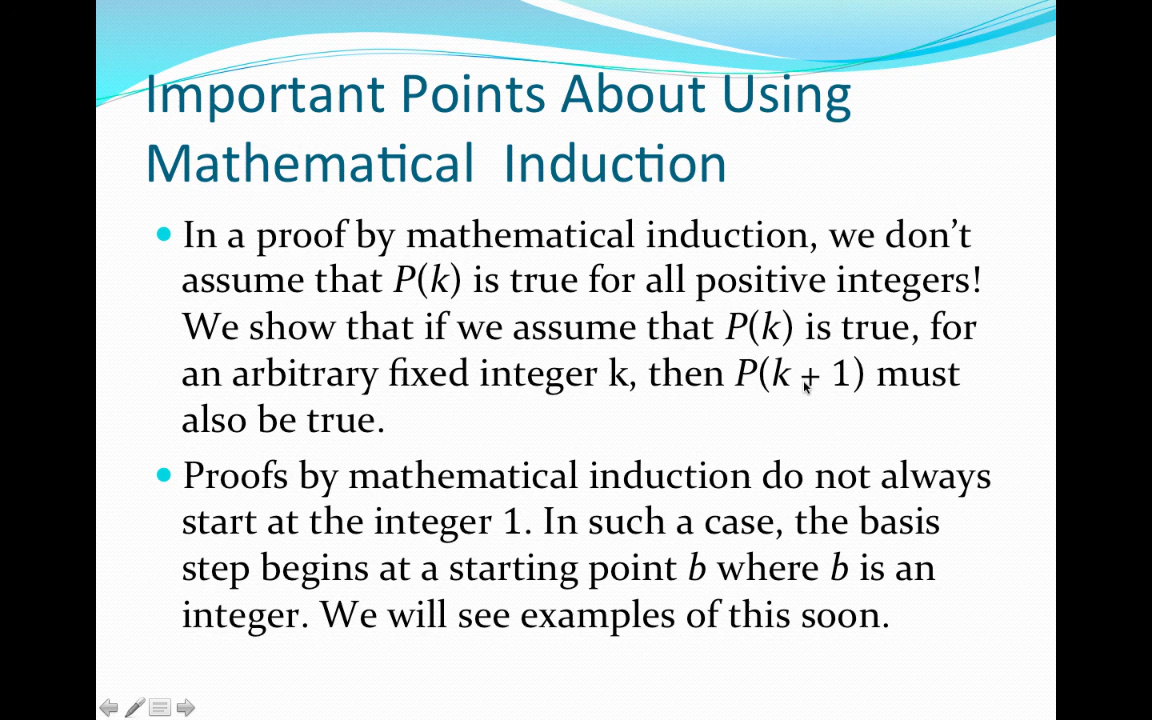 Important Points About Using
Mathematical Induction
• In a proof by mathematical induction, we don’t
assume that P(k) is true for all positive integers!
We show that if we assume that P(k) is true, for
an arbitrary fixed integer k, then P(k + 1) must
also be true.
• Proofs by mathematical induction do not always
start at the integer 1. In such a case, the basis
step begins at a starting point b where b is an
integer. We will see examples of this soon.